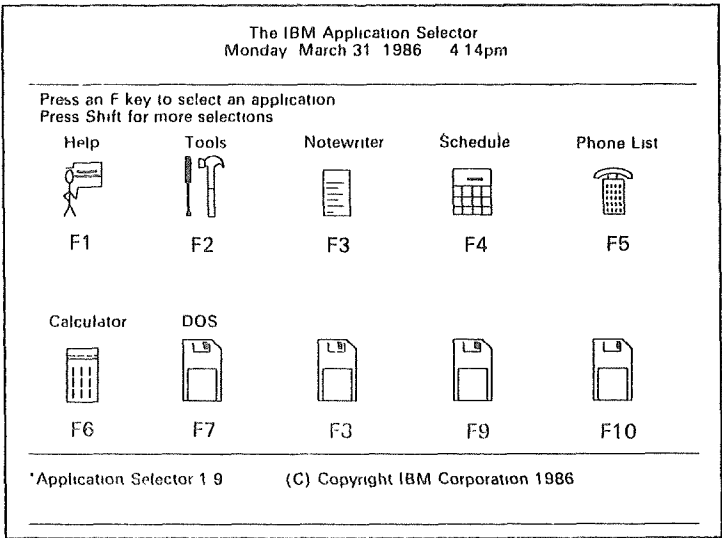 The IBM Application Selector
Monday March 31 1986 4 14pm
Press an F key to select an application
Press Shift for more selections
Help Tools Notewriter Schedule Phone List
F1 F2 F3 F4 F5
Calculator DOS
F6 F7 F3 F9 F10
*Application Selector 1 9 (C) Copyright IBM Corporation 1986